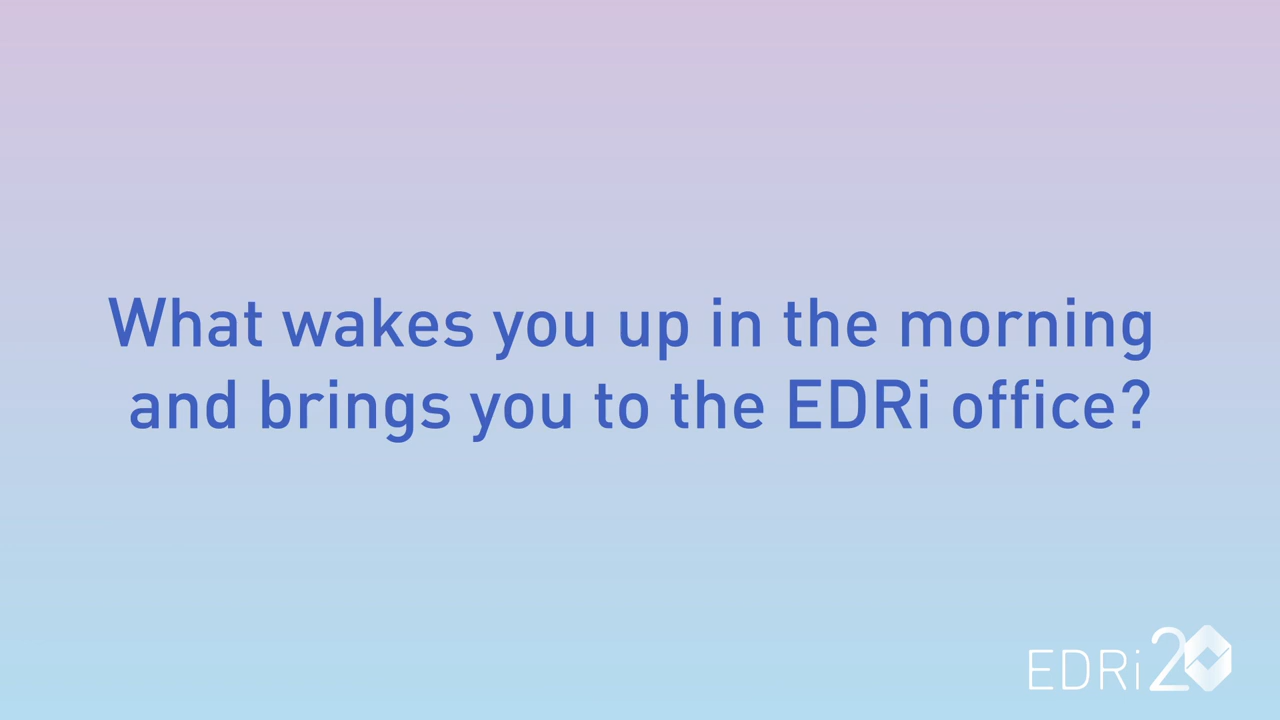 What wakes you up in the morning
and brings you to the EDRi office?
EDRi 20